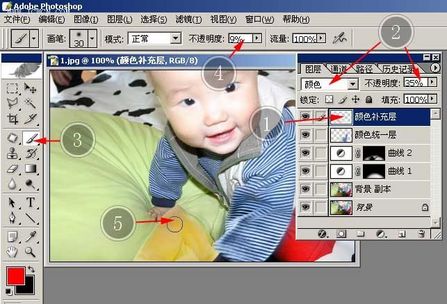 Adobe Photoshop
文件(F) 编辑(E) 图像(I) 图层(L) 选择(S) 滤镜(T) 视图(V) 窗口(W) 帮助(H)
画笔: 30 模式: 正常 不透明度: 9% 流量: 100%
1.jpg @ 100% (颜色补充层, RGB/8)
图层 通道 路径 历史记录
颜色 不透明度: 35%
锁定: 填充: 100%
颜色补充层
颜色统一层
曲线 2
曲线 1
背景 副本
背景
1
2
3
4
5